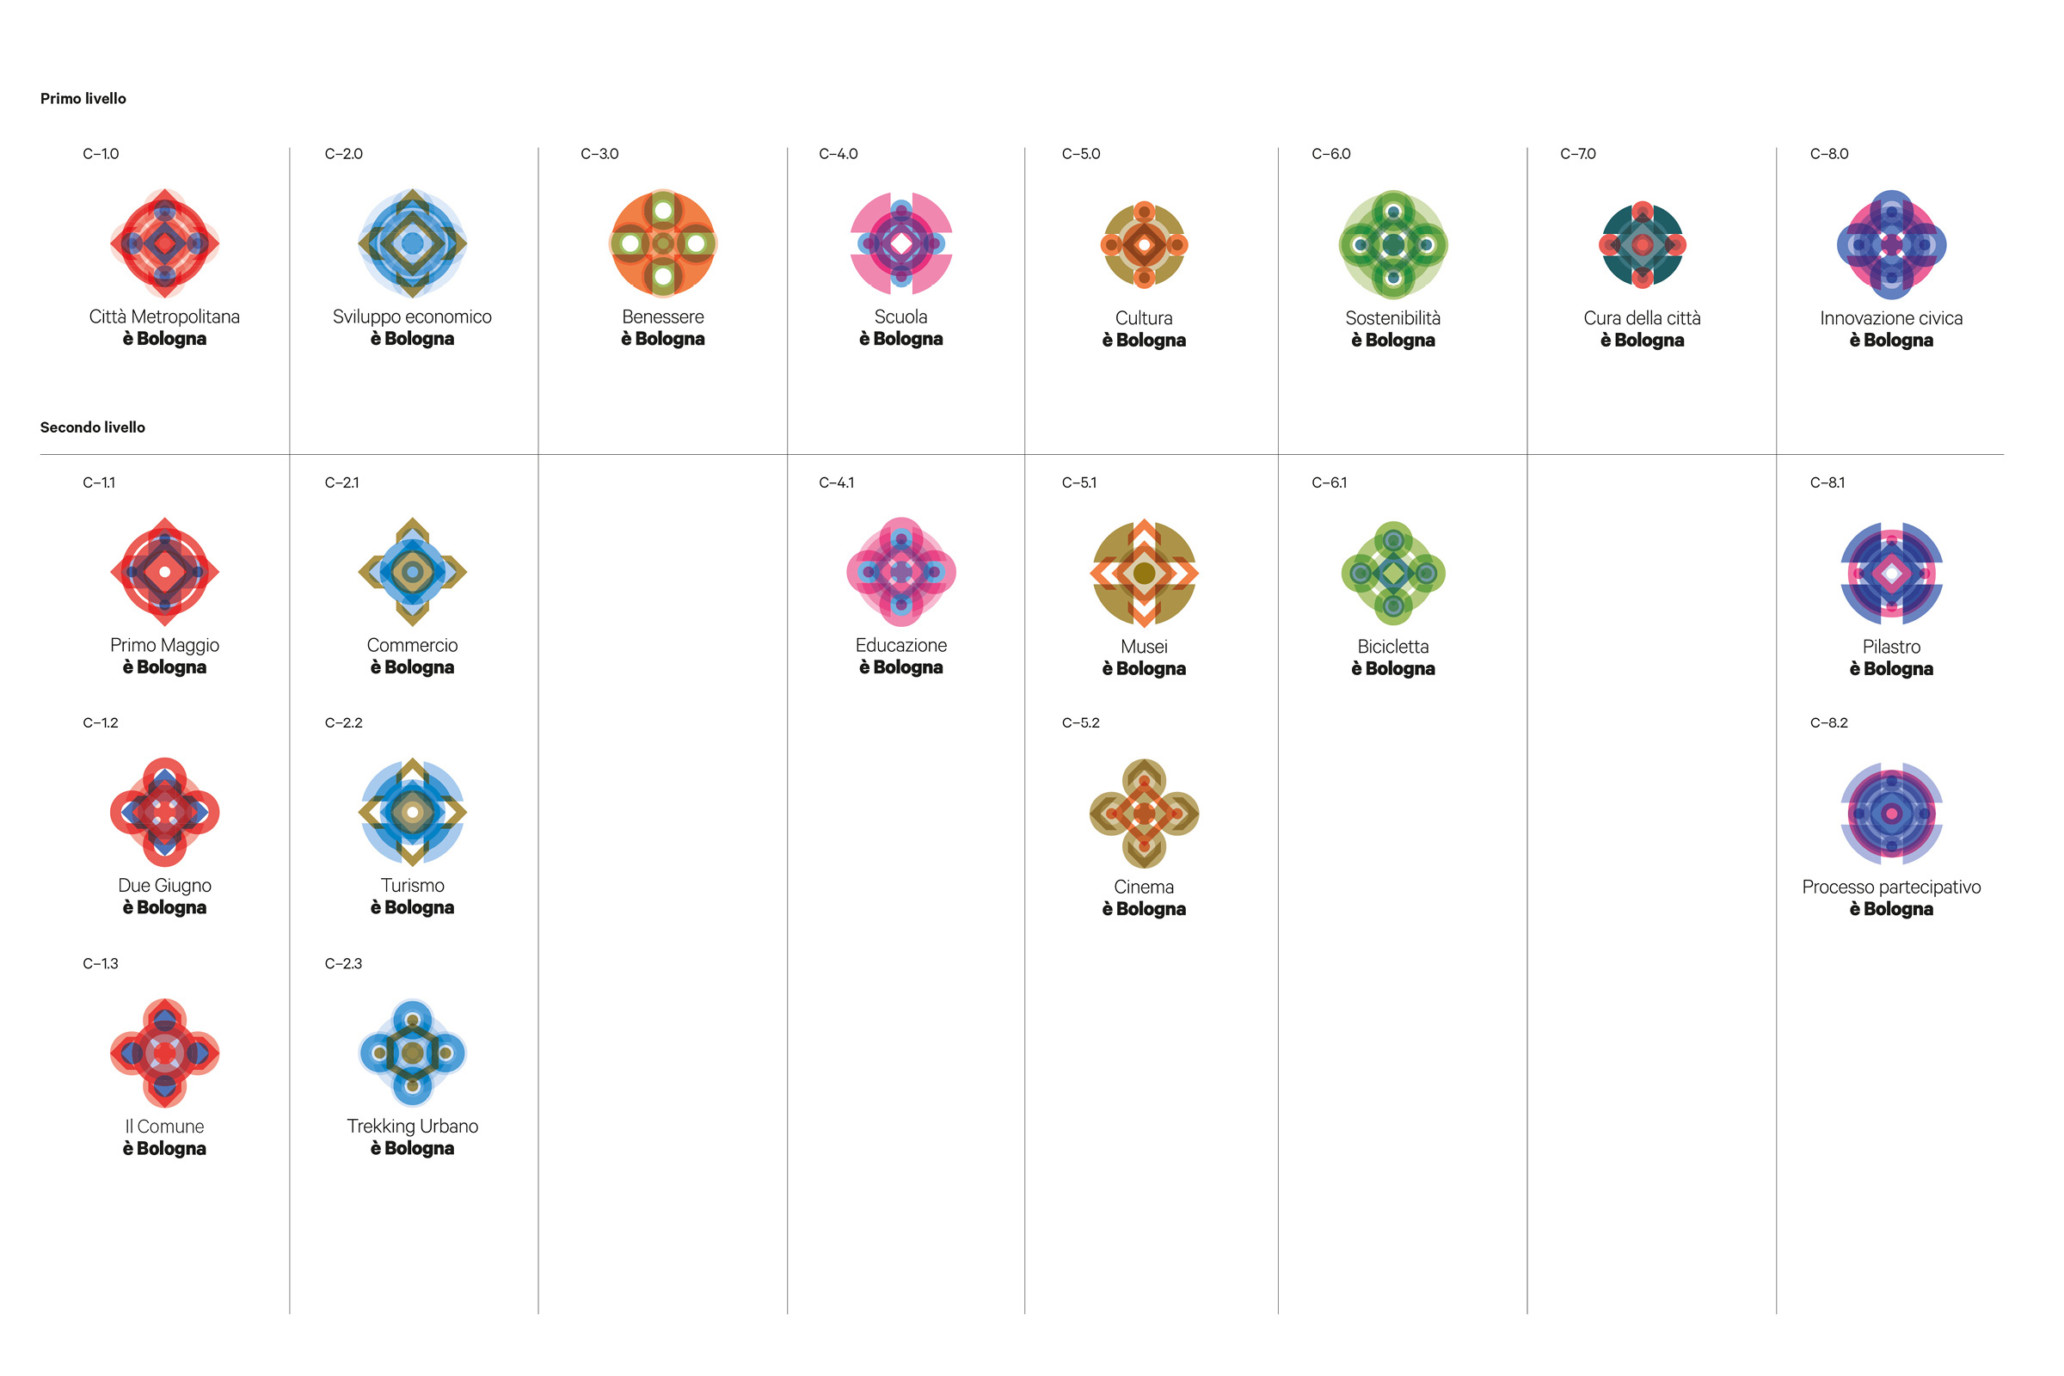 Primo livello
C–1.0
C–2.0
C–3.0
C–4.0
C–5.0
C–6.0
C–7.0
C–8.0
Città Metropolitana
è Bologna
Sviluppo economico
è Bologna
Benessere
è Bologna
Scuola
è Bologna
Cultura
è Bologna
Sostenibilità
è Bologna
Cura della città
è Bologna
Innovazione civica
è Bologna
Secondo livello
C–1.1
C–2.1
C–4.1
C–5.1
C–6.1
C–8.1
Primo Maggio
è Bologna
Commercio
è Bologna
Educazione
è Bologna
Musei
è Bologna
Bicicletta
è Bologna
Pilastro
è Bologna
C–1.2
C–2.2
C–5.2
C–8.2
Due Giugno
è Bologna
Turismo
è Bologna
Cinema
è Bologna
Processo partecipativo
è Bologna
C–1.3
C–2.3
Il Comune
è Bologna
Trekking Urbano
è Bologna